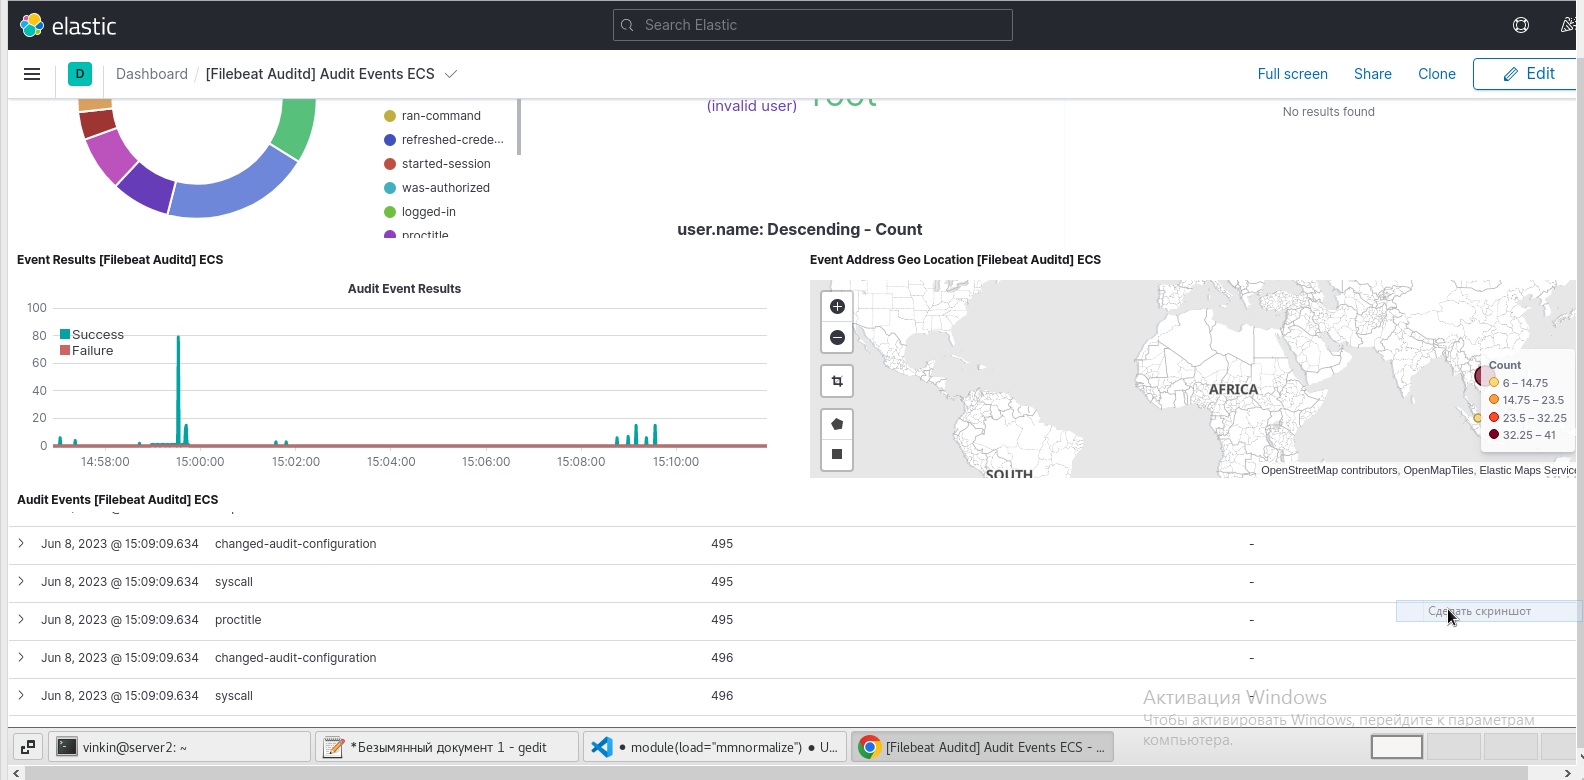 elastic
Search Elastic
D
Dashboard / [Filebeat Auditd] Audit Events ECS
Full screen
Share
Clone
Edit
ran-command
refreshed-crede...
started-session
was-authorized
logged-in
proctitle
(invalid user)
root
No results found
user.name: Descending - Count
Event Results [Filebeat Auditd] ECS
Event Address Geo Location [Filebeat Auditd] ECS
Audit Event Results
100
80
60
40
20
0
Success
Failure
14:58:00
15:00:00
15:02:00
15:04:00
15:06:00
15:08:00
15:10:00
AFRICA
SOUTH
Count
6 – 14.75
14.75 – 23.5
23.5 – 32.25
32.25 – 41
OpenStreetMap contributors, OpenMapTiles, Elastic Maps Service
Audit Events [Filebeat Auditd] ECS
Jun 8, 2023 @ 15:09:09.634 changed-audit-configuration 495 -
Jun 8, 2023 @ 15:09:09.634 syscall 495 -
Jun 8, 2023 @ 15:09:09.634 proctitle 495 -
Jun 8, 2023 @ 15:09:09.634 changed-audit-configuration 496 -
Jun 8, 2023 @ 15:09:09.634 syscall 496 -
Сделать скриншот
Активация Windows
Чтобы активировать Windows, перейдите к параметрам
компьютера.
vinkin@server2: ~
*Безымянный документ 1 - gedit
● module(load="mmnormalize") ● U...
[Filebeat Auditd] Audit Events ECS - ...